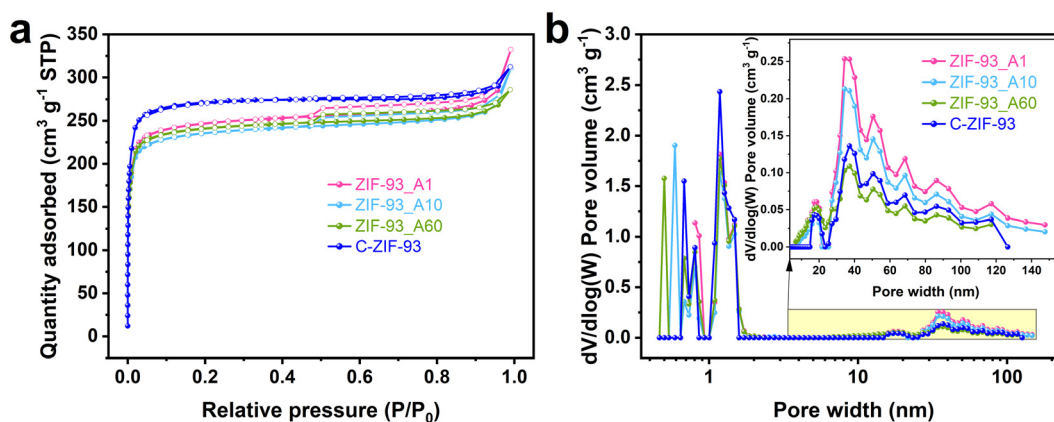 a
Quantity adsorbed (cm³ g⁻¹ STP)
350
300
250
200
150
100
50
0
ZIF-93_A1
ZIF-93_A10
ZIF-93_A60
C-ZIF-93
0.0 0.2 0.4 0.6 0.8 1.0
Relative pressure (P/P₀)
b
dV/dlog(W) Pore volume (cm³ g⁻¹)
3.0
2.5
2.0
1.5
1.0
0.5
0.0
1 10 100
Pore width (nm)
dV/dlog(W) Pore volume (cm³ g⁻¹)
0.25
0.20
0.15
0.10
0.05
0.00
ZIF-93_A1
ZIF-93_A10
ZIF-93_A60
C-ZIF-93
20 40 60 80 100 120 140
Pore width (nm)